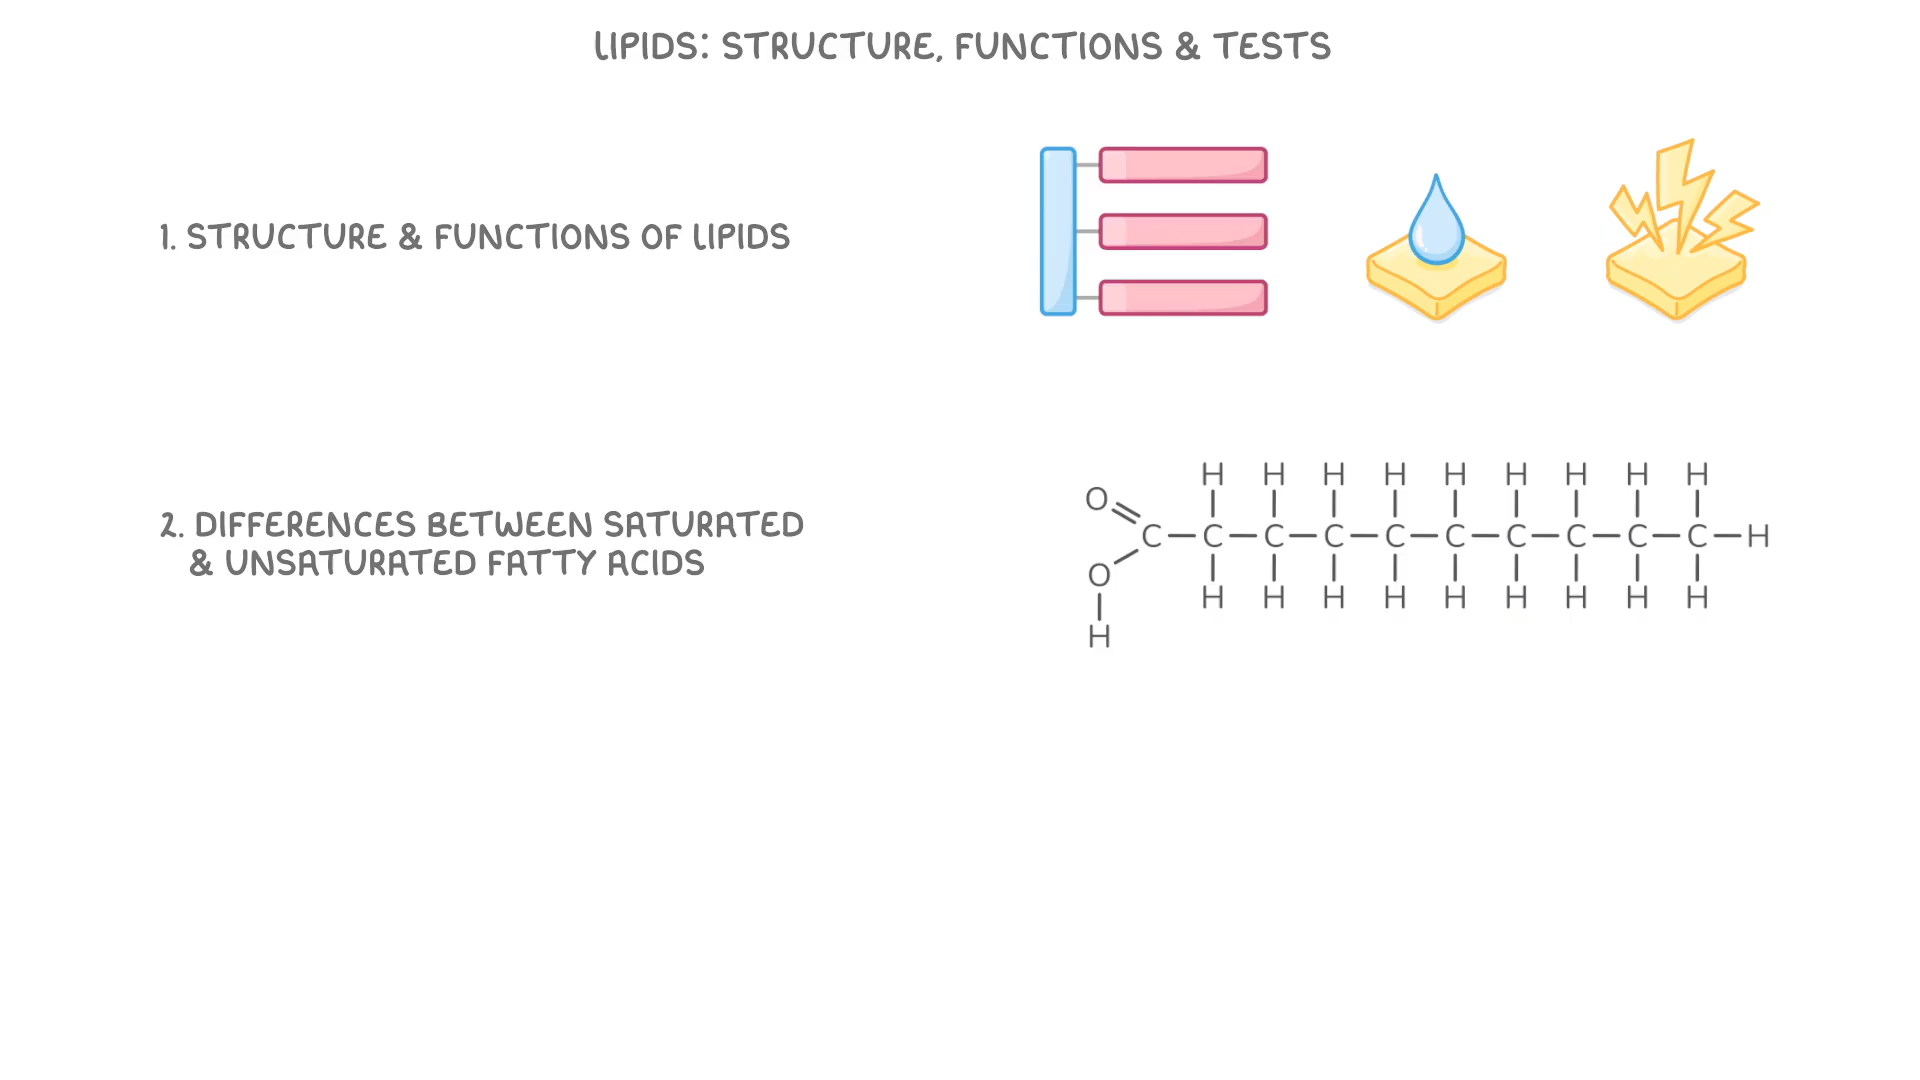 LIPIDS: STRUCTURE, FUNCTIONS & TESTS
1. STRUCTURE & FUNCTIONS OF LIPIDS
2. DIFFERENCES BETWEEN SATURATED
& UNSATURATED FATTY ACIDS
H H H H H H H H H
O
C C C C C C C C C C H
O
H H H H H H H H H
H